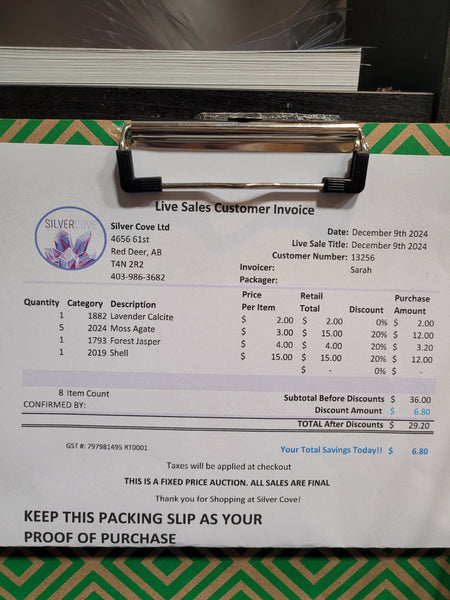 Live Sales Customer Invoice
SILVERCOVE
Silver Cove Ltd
4656 61st
Red Deer, AB
T4N 2R2
403-986-3682
Date: December 9th 2024
Live Sale Title: December 9th 2024
Customer Number: 13256
Invoicer: Sarah
Packager:
Quantity Category Description Price Per Item Retail Total Discount Purchase Amount
1 1882 Lavender Calcite $ 2.00 $ 2.00 0% $ 2.00
5 2024 Moss Agate $ 3.00 $ 15.00 20% $ 12.00
1 1793 Forest Jasper $ 4.00 $ 4.00 20% $ 3.20
1 2019 Shell $ 15.00 $ 15.00 20% $ 12.00
$ - 0% $ -
8 Item Count
Subtotal Before Discounts $ 36.00
CONFIRMED BY:
Discount Amount $ 6.80
TOTAL After Discounts $ 29.20
GST #: 797981495 RT0001
Your Total Savings Today!! $ 6.80
Taxes will be applied at checkout
THIS IS A FIXED PRICE AUCTION. ALL SALES ARE FINAL
Thank you for Shopping at Silver Cove!
KEEP THIS PACKING SLIP AS YOUR
PROOF OF PURCHASE